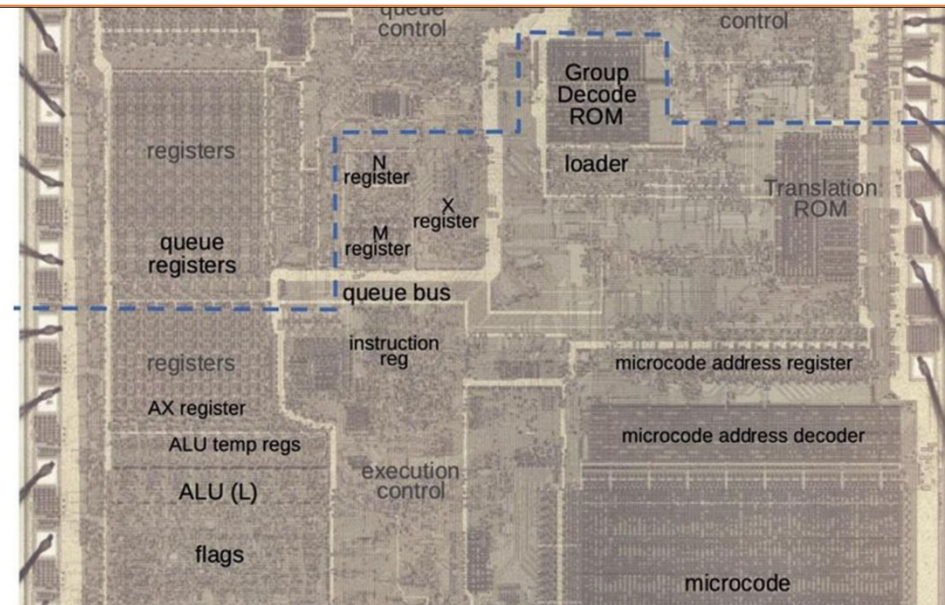 queue
control
control
Group
Decode
ROM
registers
N
register
loader
X
register
Translation
ROM
M
register
queue
registers
queue bus
instruction
reg
registers
microcode address register
AX register
microcode address decoder
ALU temp regs
execution
control
ALU (L)
flags
microcode